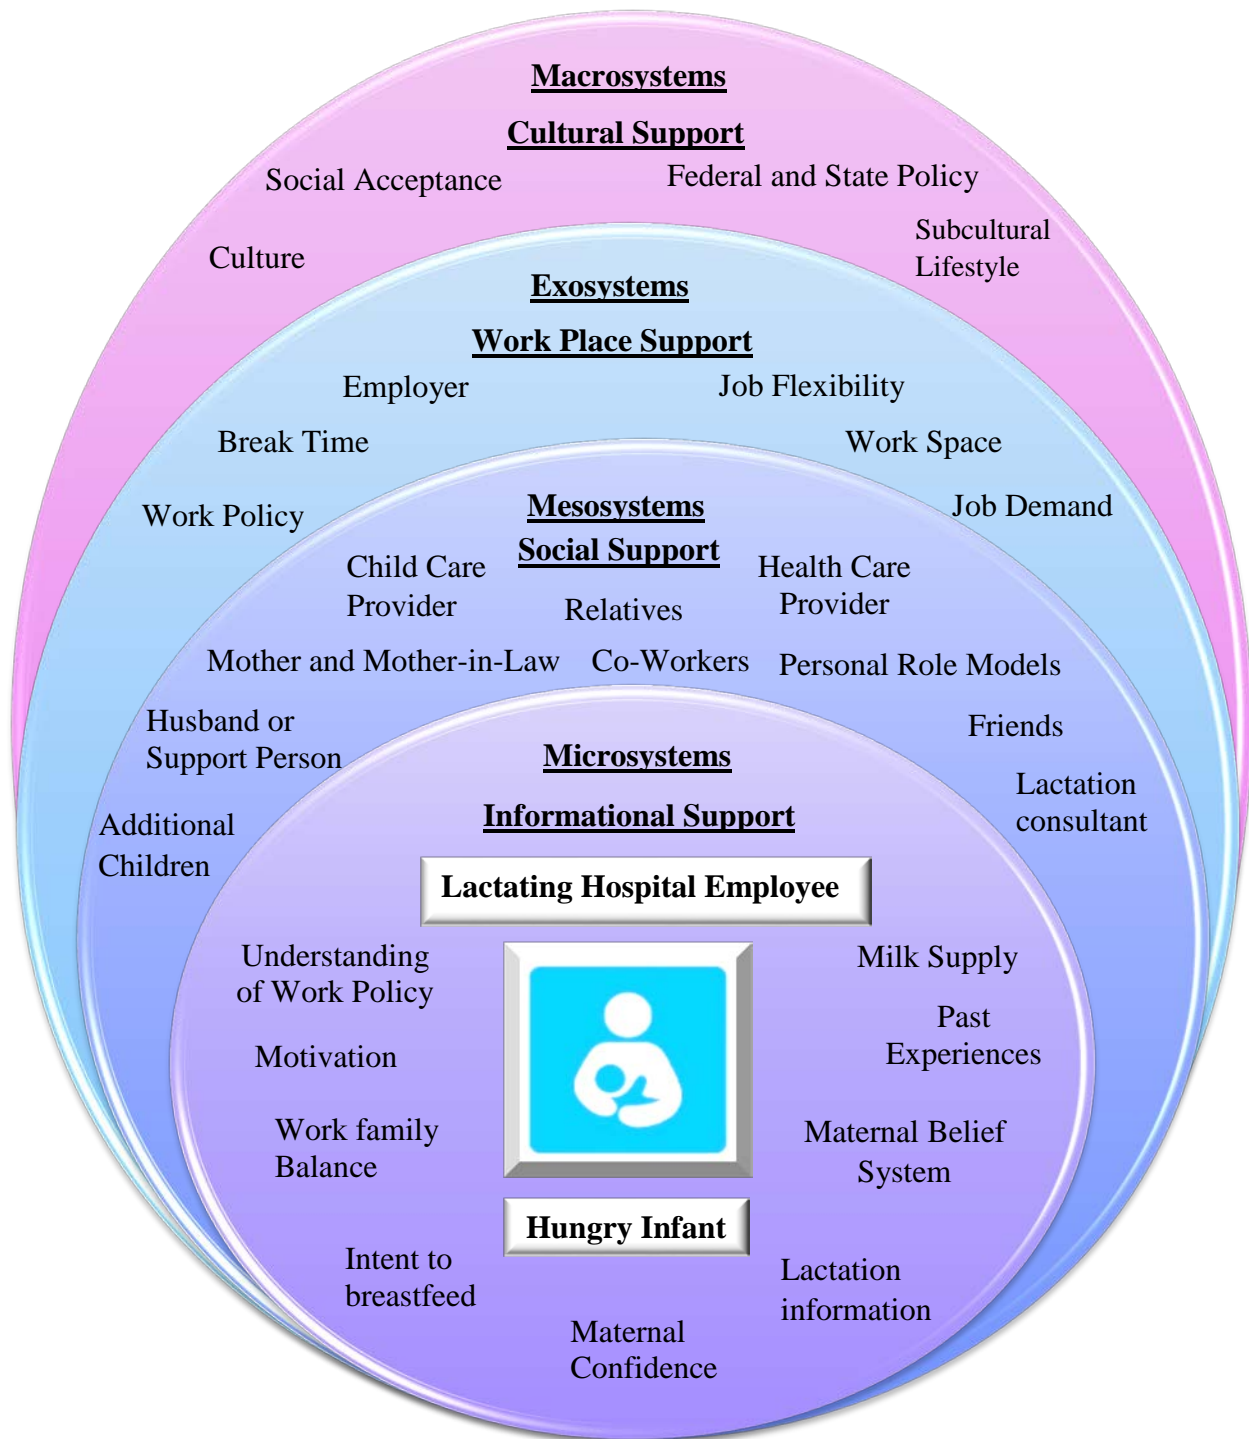 Macrosystems
Cultural Support
Social Acceptance
Federal and State Policy
Culture
Subcultural
Lifestyle
Exosystems
Work Place Support
Employer
Job Flexibility
Break Time
Work Space
Work Policy
Job Demand
Mesosystems
Social Support
Child Care
Provider
Relatives
Health Care
Provider
Mother and Mother-in-Law
Co-Workers
Personal Role Models
Husband or
Support Person
Friends
Additional
Children
Lactation
consultant
Microsystems
Informational Support
Lactating Hospital Employee
Understanding
of Work Policy
Milk Supply
Motivation
Past
Experiences
Work family
Balance
Maternal Belief
System
Hungry Infant
Intent to
breastfeed
Lactation
information
Maternal
Confidence